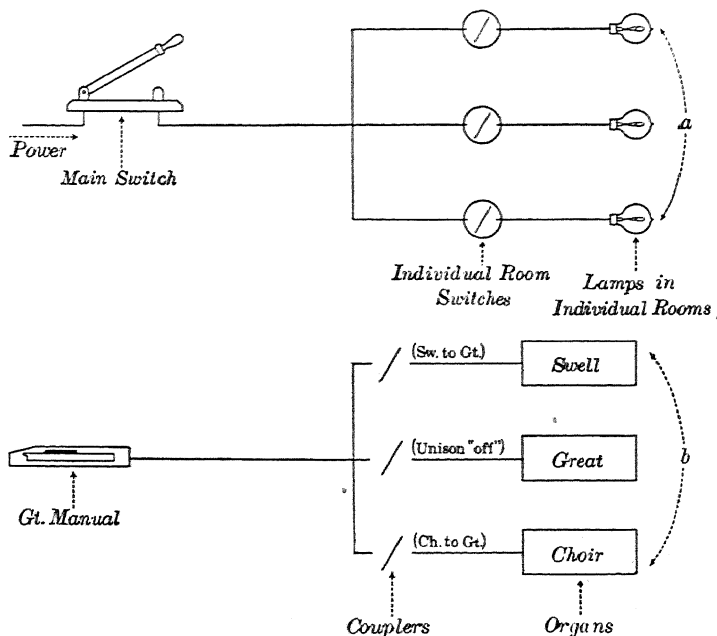 Power
Main Switch
a
Individual Room
Switches
Lamps in
Individual Rooms
(Sw. to Gt.)
Swell
(Unison "off")
Great
b
Gt. Manual
(Ch. to Gt.)
Choir
Couplers
Organs